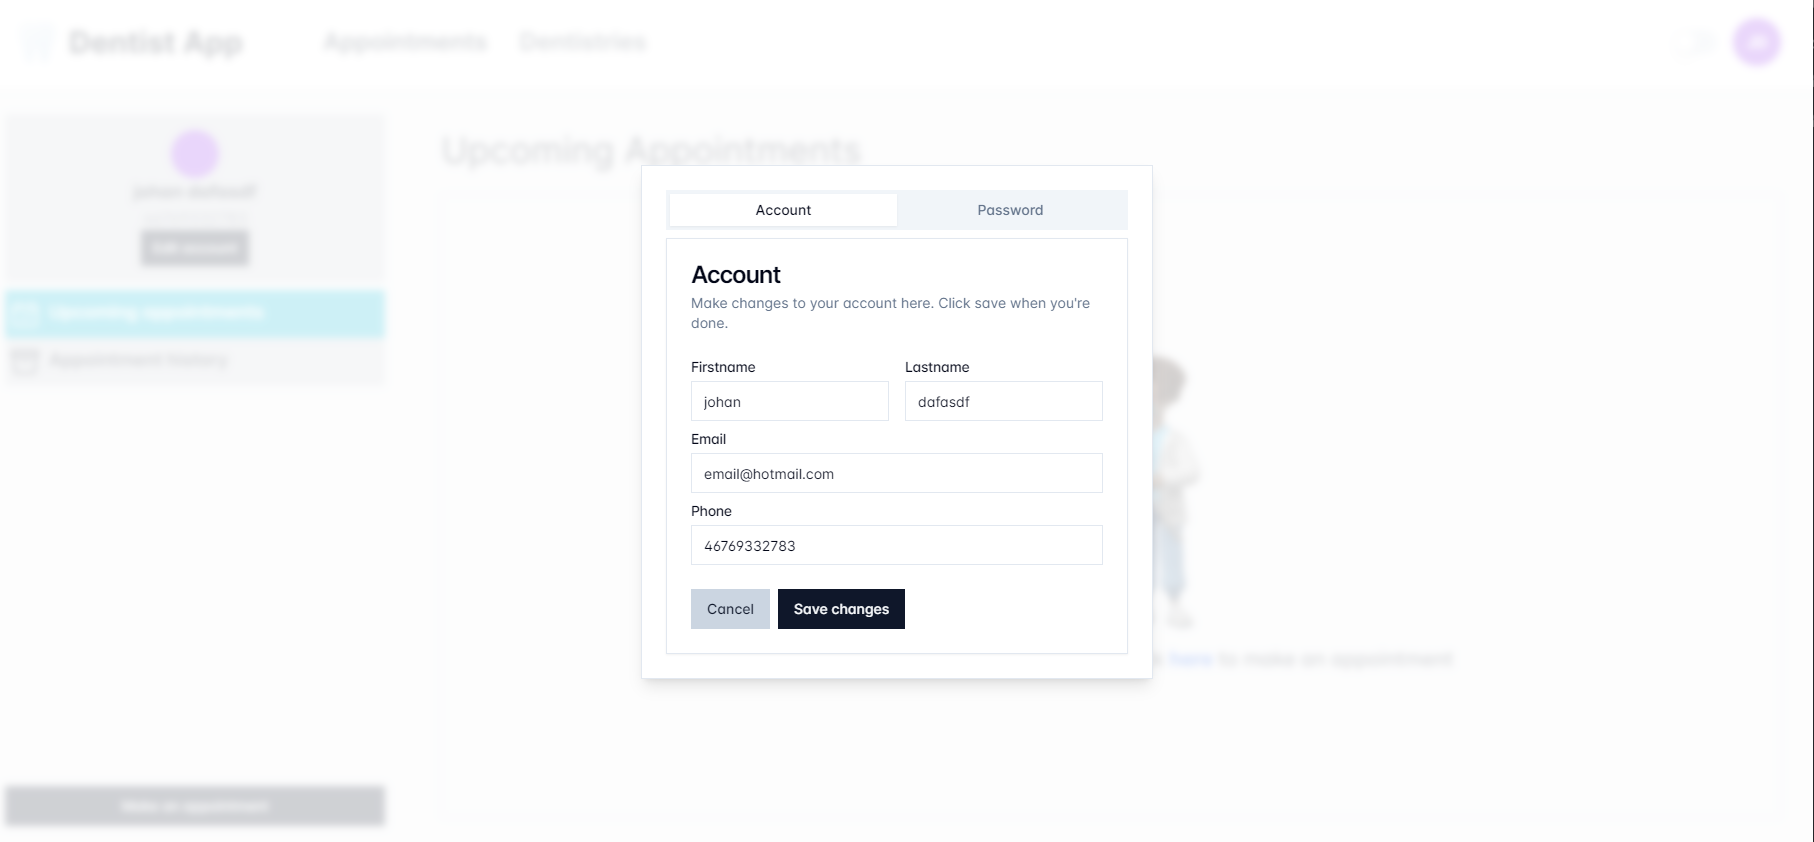 Dentist App
Appointments
Dentistries
johan dafasdf
Edit account
Upcoming appointments
Appointment history
Make an appointment
Upcoming Appointments
Account
Password
Account
Make changes to your account here. Click save when you're
done.
Firstname
Lastname
johan
dafasdf
Email
email@hotmail.com
Phone
46769332783
Cancel
Save changes
here to make an appointment